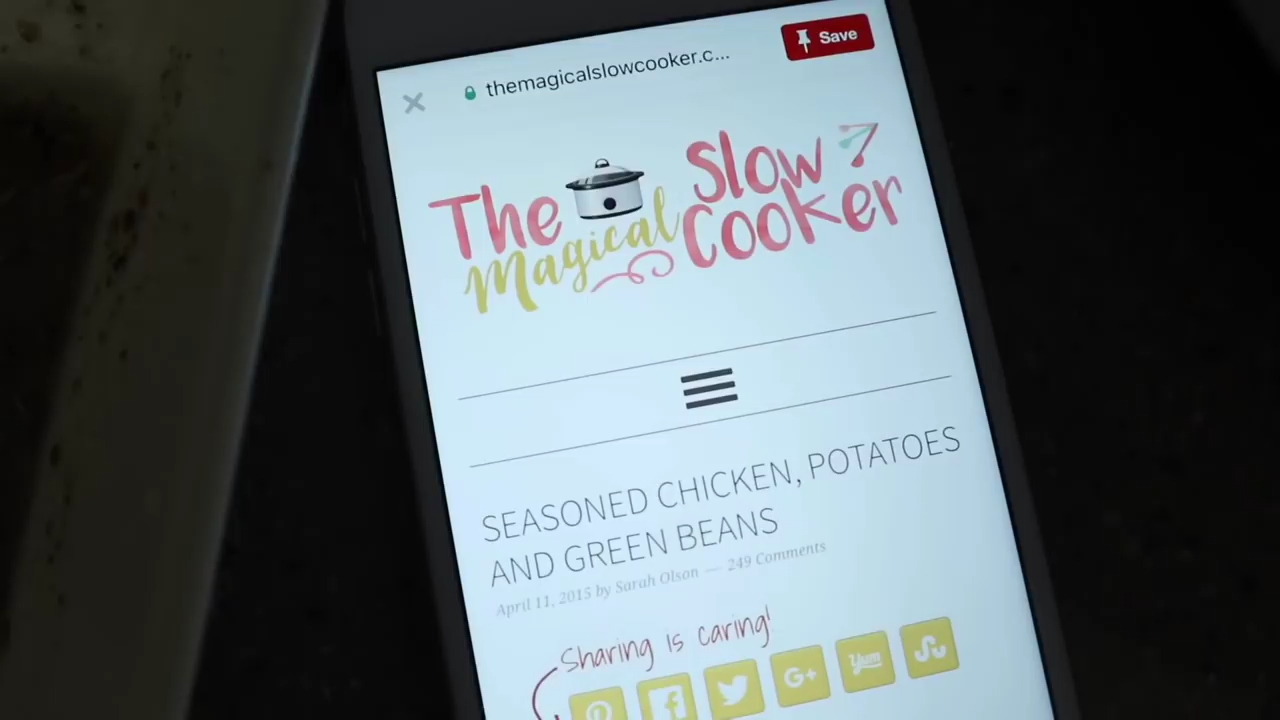 themagicalslowcooker.c...
Save
The Magical Slow Cooker
SEASONED CHICKEN, POTATOES
AND GREEN BEANS
April 11, 2015 by Sarah Olson — 249 Comments
Sharing is caring!
G+
Yum